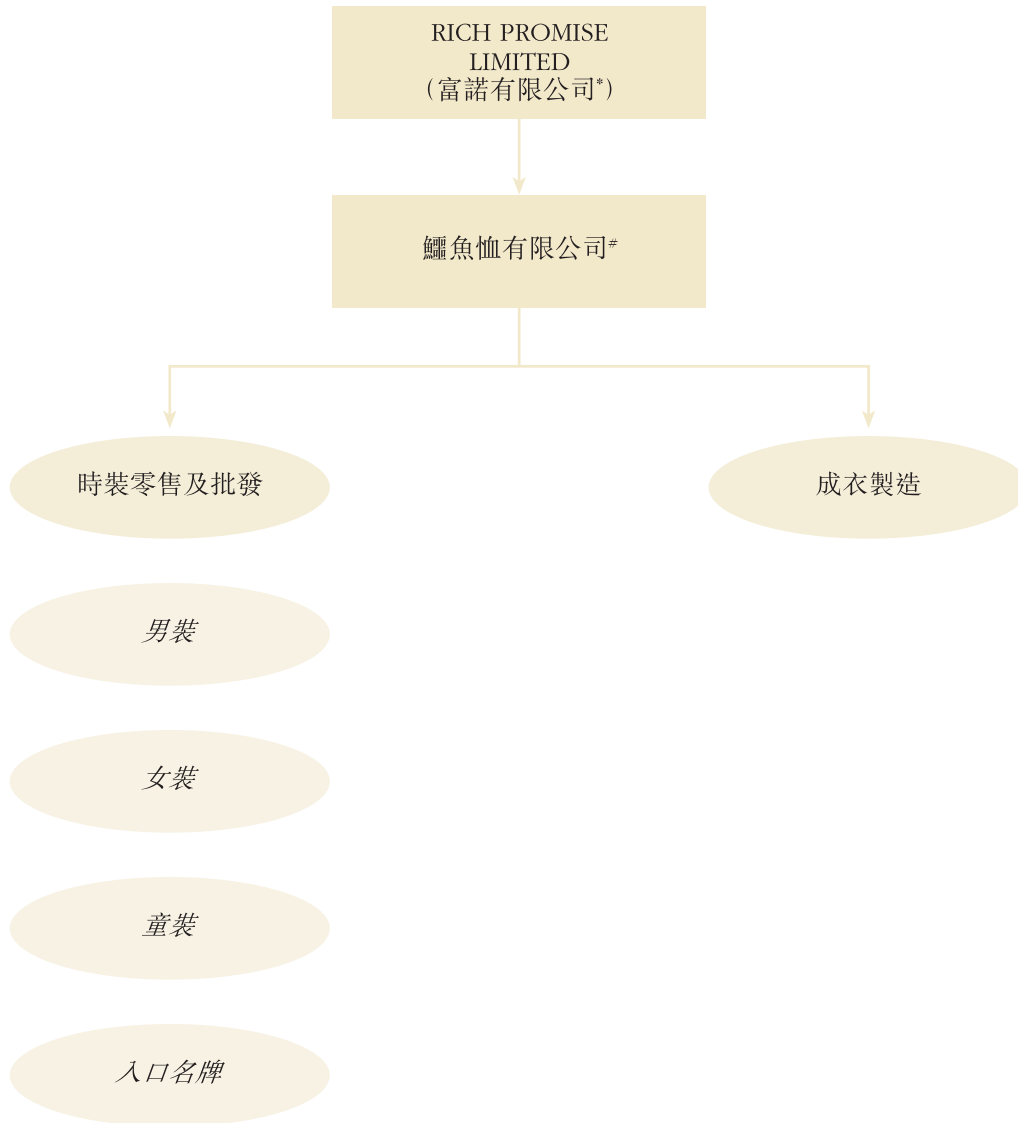 RICH PROMISE
LIMITED
(富諾有限公司*)
鱷魚恤有限公司#
時裝零售及批發
成衣製造
男裝
女裝
童裝
入口名牌